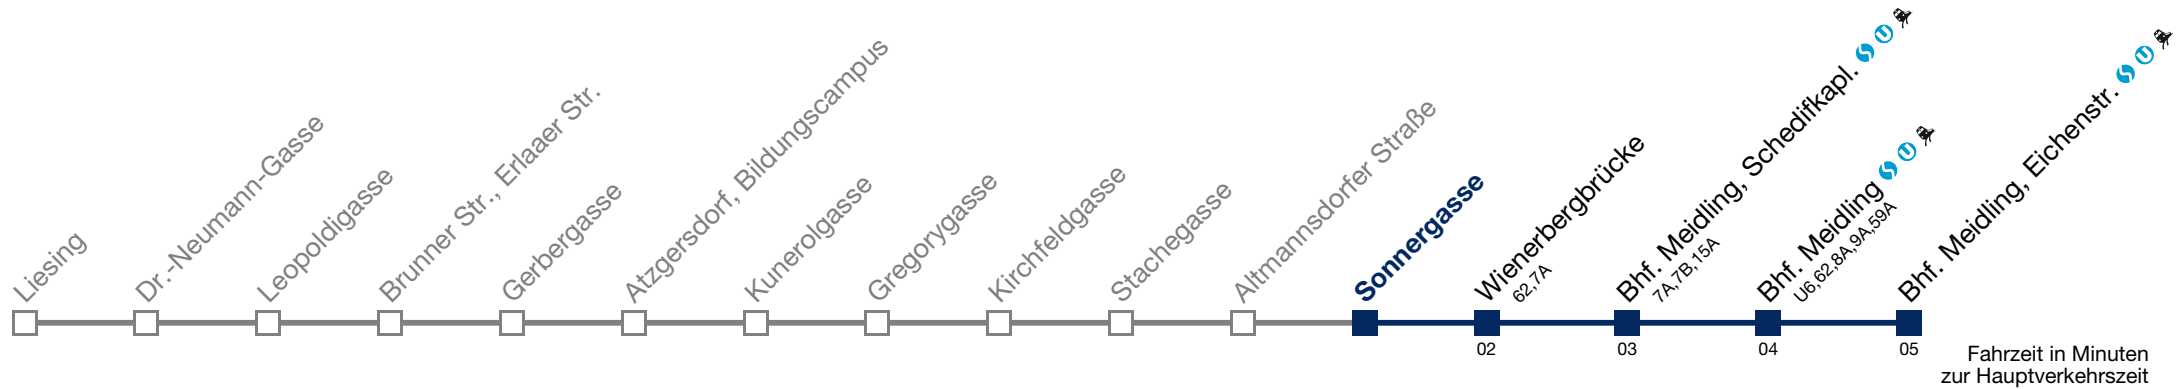 Liesing
Dr.-Neumann-Gasse
Leopoldigasse
Brunner Str., Erlaaer Str.
Gerbergasse
Atzgersdorf, Bildungscampus
Kunerolgasse
Gregorygasse
Kirchfeldgasse
Stachegasse
Altmannsdorfer Straße
Sonnergasse
Wienerbergbrücke
62,7A
02
Bhf. Meidling, Schedifkapl.
7A,7B,15A
03
Bhf. Meidling
U6,62,8A,9A,59A
04
Bhf. Meidling, Eichenstr.
05
Fahrzeit in Minuten
zur Hauptverkehrszeit